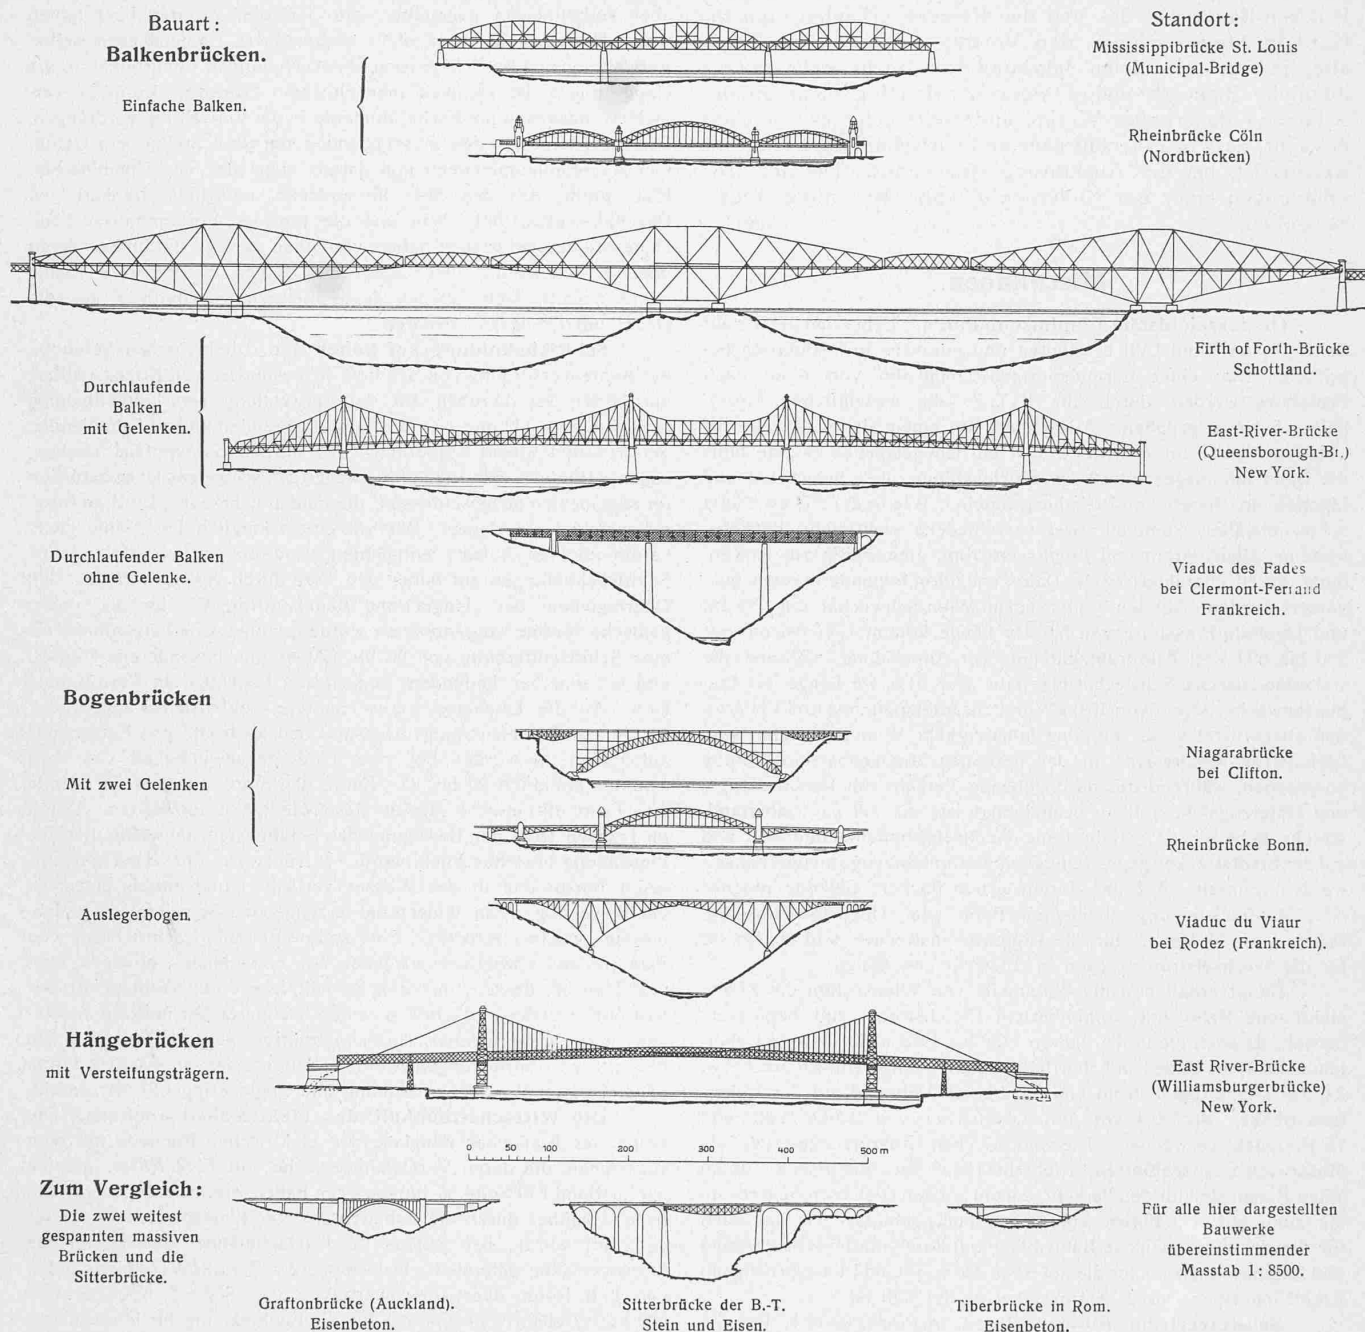 Bauart:
Standort:
Balkenbrücken.
Einfache Balken.
Mississippibrücke St. Louis
(Municipal-Bridge)
Rheinbrücke Cöln
(Nordbrücken)
Durchlaufende
Balken
mit Gelenken.
Firth of Forth-Brücke
Schottland.
East-River-Brücke
(Queensborough-Br.)
New York.
Durchlaufender Balken
ohne Gelenke.
Viaduc des Fades
bei Clermont-Ferrand
Frankreich.
Bogenbrücken
Mit zwei Gelenken
Niagarabrücke
bei Clifton.
Rheinbrücke Bonn.
Auslegerbogen.
Viaduc du Viaur
bei Rodez (Frankreich).
Hängebrücken
mit Versteifungsträgern.
East River-Brücke
(Williamsburgerbrücke)
New York.
0 50 100 200 300 400 500 m
Zum Vergleich:
Die zwei weitest
gespannten massiven
Brücken und die
Sitterbrücke.
Für alle hier dargestellten
Bauwerke
übereinstimmender
Masstab 1 : 8500.
Graftonbrücke (Auckland).
Eisenbeton.
Sitterbrücke der B.-T.
Stein und Eisen.
Tiberbrücke in Rom.
Eisenbeton.